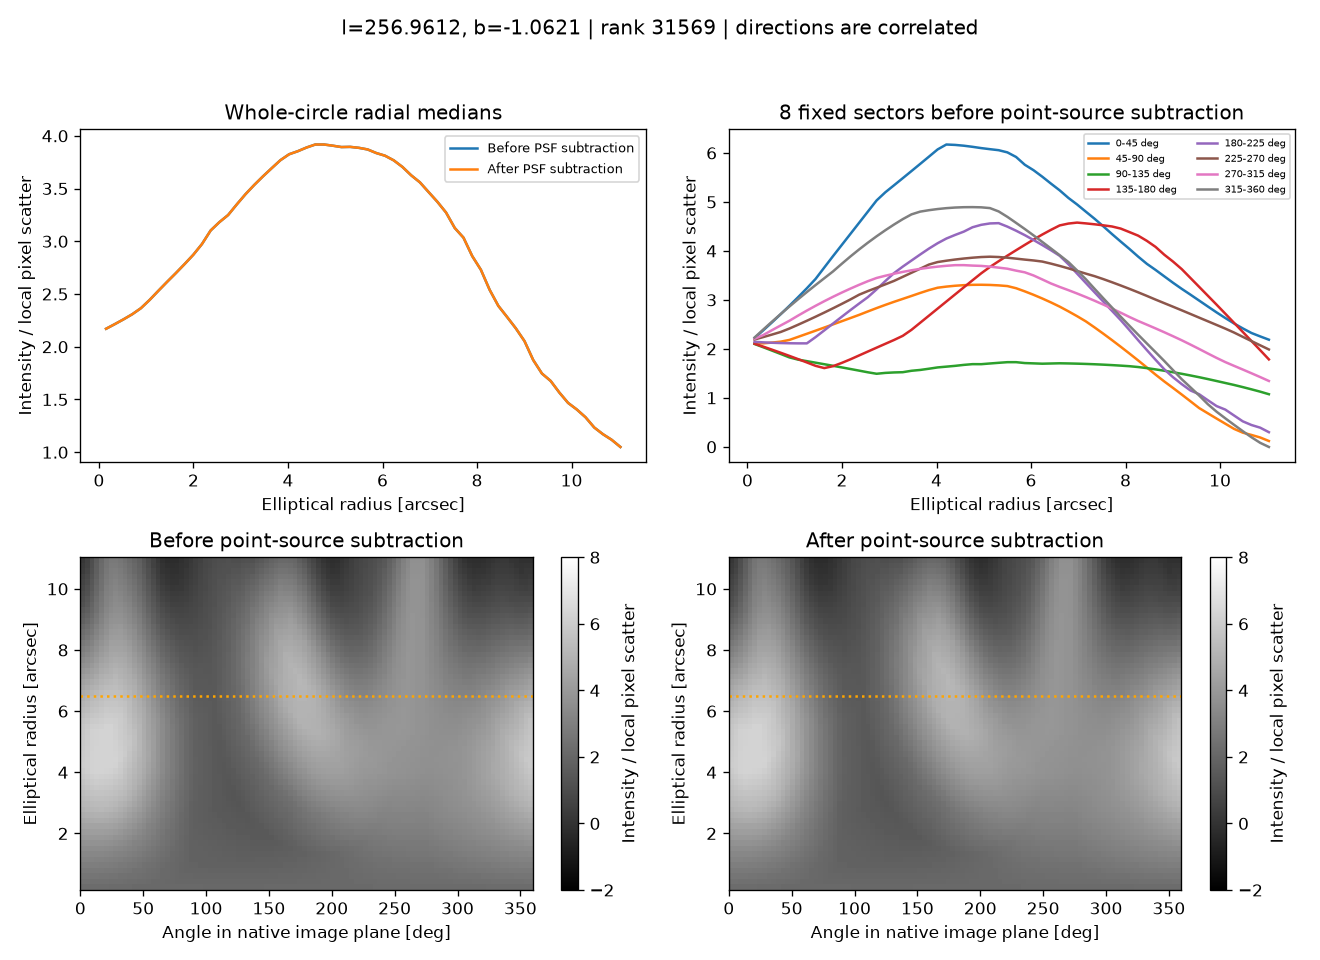 l=256.9612, b=-1.0621 | rank 31569 | directions are correlated
Whole-circle radial medians
Intensity / local pixel scatter
4.0
3.5
3.0
2.5
2.0
1.5
1.0
Before PSF subtraction
After PSF subtraction
0 2 4 6 8 10
Elliptical radius [arcsec]
8 fixed sectors before point-source subtraction
Intensity / local pixel scatter
6
5
4
3
2
1
0
0-45 deg
45-90 deg
90-135 deg
135-180 deg
180-225 deg
225-270 deg
270-315 deg
315-360 deg
0 2 4 6 8 10
Elliptical radius [arcsec]
Before point-source subtraction
Elliptical radius [arcsec]
10
8
6
4
2
0 50 100 150 200 250 300 350
Angle in native image plane [deg]
8
6
4
2
0
−2
Intensity / local pixel scatter
After point-source subtraction
Elliptical radius [arcsec]
10
8
6
4
2
0 50 100 150 200 250 300 350
Angle in native image plane [deg]
8
6
4
2
0
−2
Intensity / local pixel scatter